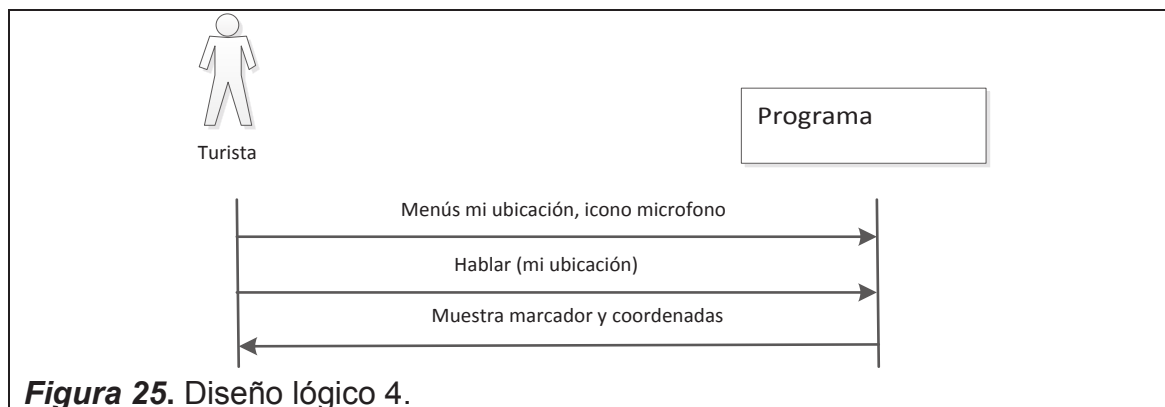 Turista
Programa
Menús mi ubicación, icono microfono
Hablar (mi ubicación)
Muestra marcador y coordenadas
Figura 25. Diseño lógico 4.